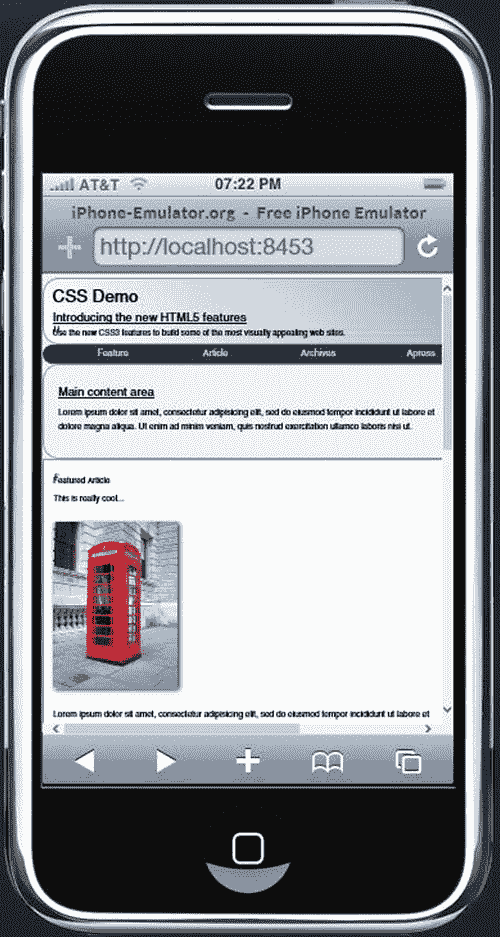 AT&T 07:22 PM
iPhone-Emulator.org - Free iPhone Emulator
http://localhost:8453
CSS Demo
Introducing the new HTML5 features
Use the new CSS3 features to build some of the most visually appealing web sites.
Feature Article Archives Apress
Main content area
Lorem ipsum dolor sit amet, consectetur adipisicing elit, sed do eiusmod tempor incididunt ut labore et
dolore magna aliqua. Ut enim ad minim veniam, quis nostrud exercitation ullamco laboris nisi ut.
Featured Article
This is really cool...
Lorem ipsum dolor sit amet, consectetur adipisicing elit, sed do eiusmod tempor incididunt ut labore et